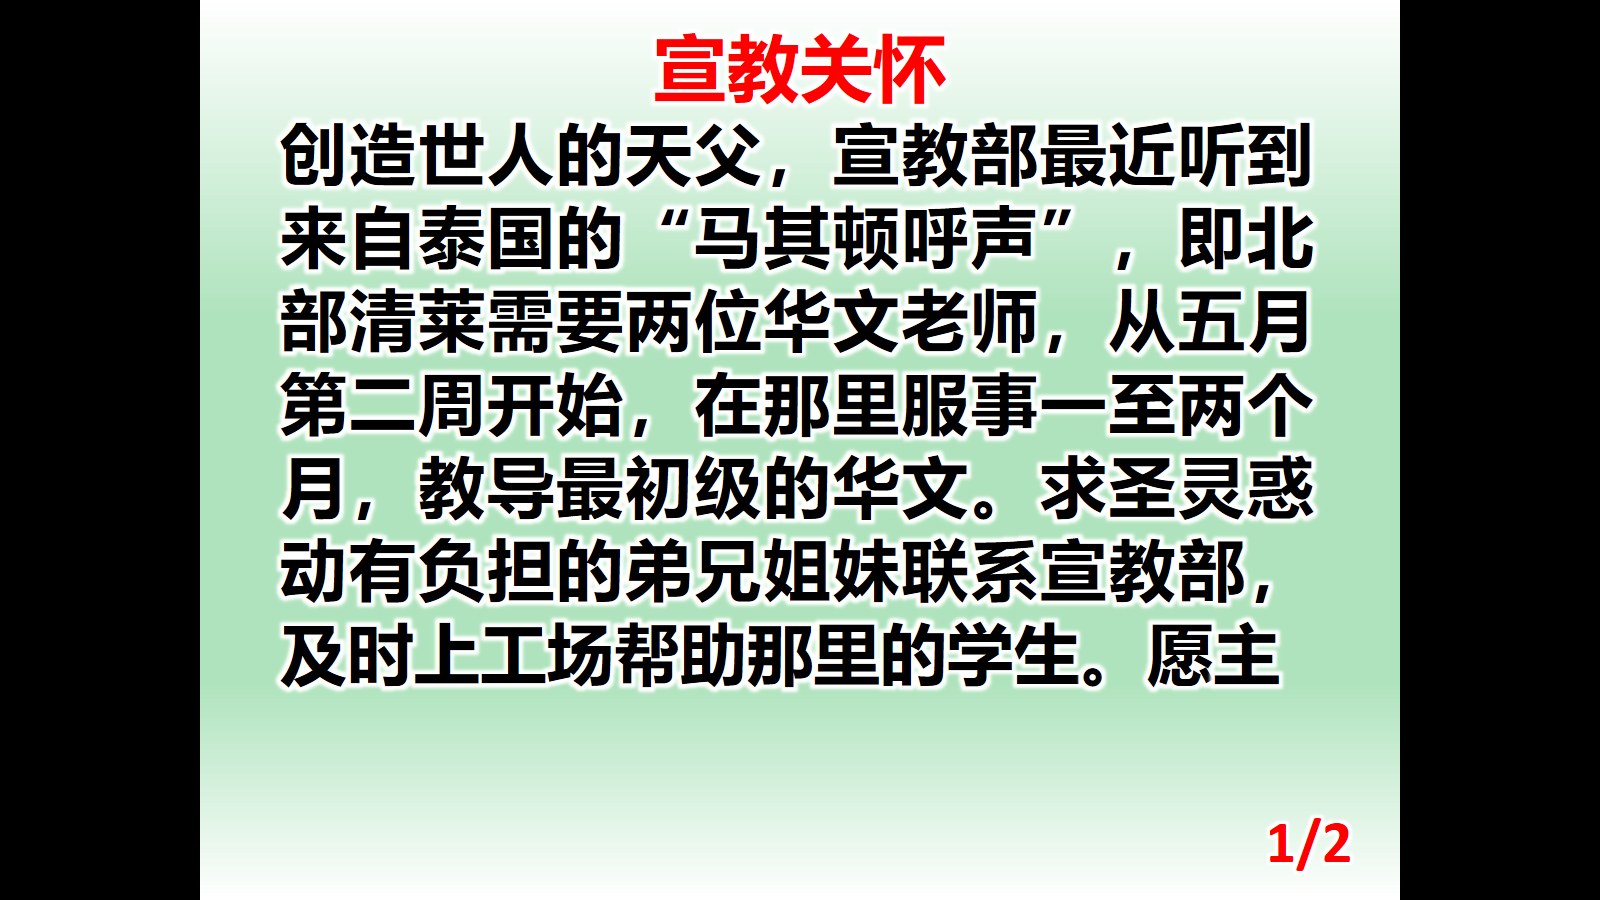 宣教关怀
创造世人的天父，宣教部最近听到
来自泰国的“马其顿呼声”，即北
部清莱需要两位华文老师，从五月
第二周开始，在那里服事一至两个
月，教导最初级的华文。求圣灵惑
动有负担的弟兄姐妹联系宣教部，
及时上工场帮助那里的学生。愿主
1/2